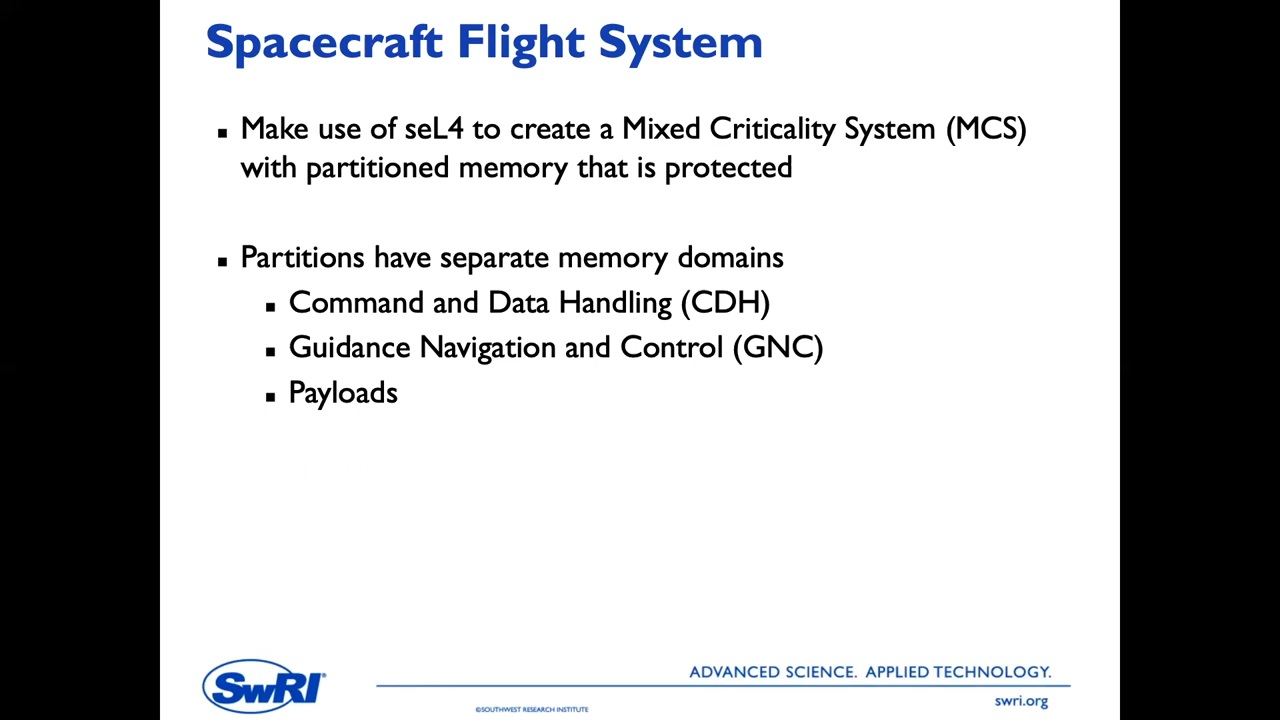 Spacecraft Flight System
▪ Make use of seL4 to create a Mixed Criticality System (MCS)
with partitioned memory that is protected
▪ Partitions have separate memory domains
▪ Command and Data Handling (CDH)
▪ Guidance Navigation and Control (GNC)
▪ Payloads
SwRI®
ADVANCED SCIENCE. APPLIED TECHNOLOGY.
©SOUTHWEST RESEARCH INSTITUTE
swri.org